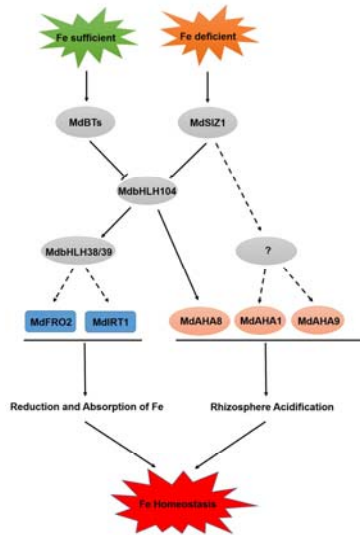 Fe sufficient
Fe deficient
MdBTs
MdSIZ1
MdbHLH104
MdbHLH38/39
?
MdFRO2
MdIRT1
MdAHA8
MdAHA1
MdAHA9
Reduction and Absorption of Fe
Rhizosphere Acidification
Fe Homeostasis